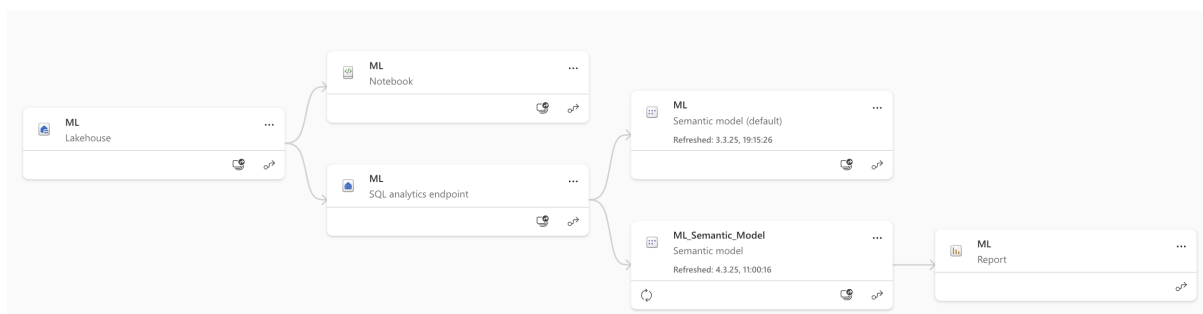 ML
Lakehouse
ML
Notebook
ML
SQL analytics endpoint
ML
Semantic model (default)
Refreshed: 3.3.25, 19:15:26
ML_Semantic_Model
Semantic model
Refreshed: 4.3.25, 11:00:16
ML
Report